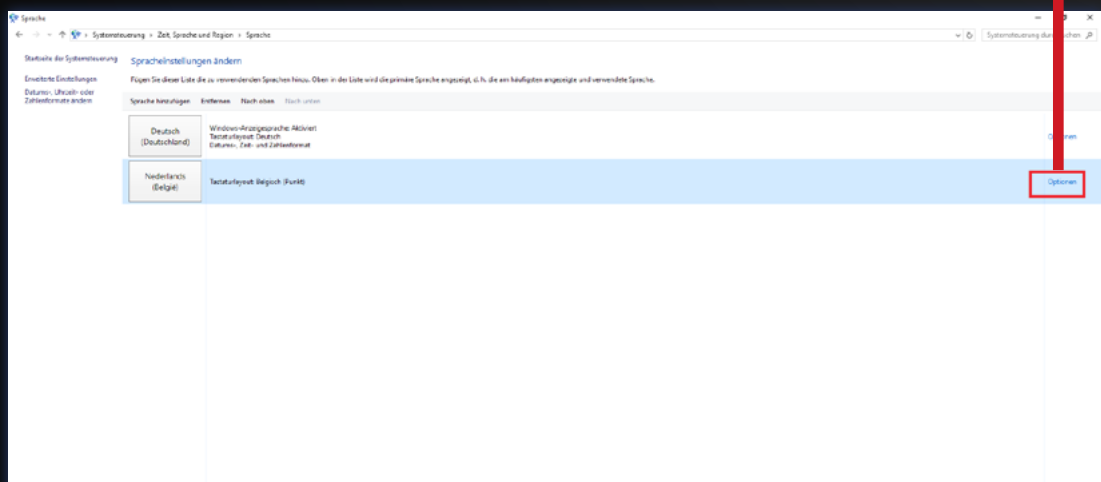 Sprache
Systemsteuerung › Zeit, Sprache und Region › Sprache
Systemsteuerung durchsuchen
Startseite der Systemsteuerung
Erweiterte Einstellungen
Datums-, Uhrzeit- oder
Zahlenformate ändern
Spracheinstellungen ändern
Fügen Sie dieser Liste die zu verwendenden Sprachen hinzu. Oben in der Liste wird die primäre Sprache angezeigt, d. h. die am häufigsten angezeigte und verwendete Sprache.
Sprache hinzufügen Entfernen Nach oben Nach unten
Deutsch
(Deutschland)
Windows-Anzeigesprache: Aktiviert
Tastaturlayout: Deutsch
Datums-, Zeit- und Zahlenformat
Optionen
Nederlands
(België)
Tastaturlayout: Belgisch (Punkt)
Optionen